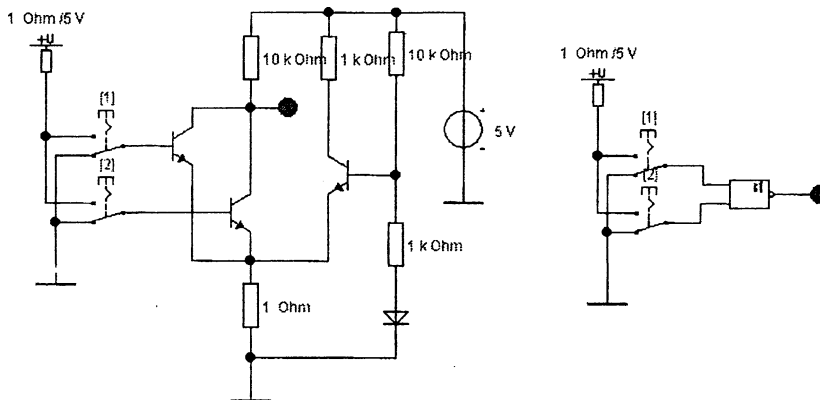 1 Ohm /5 V
+U
[1]
[2]
10 k Ohm
1 k Ohm
10 k Ohm
5 V
+
-
1 k Ohm
1 Ohm
1 Ohm /5 V
+U
[1]
[2]